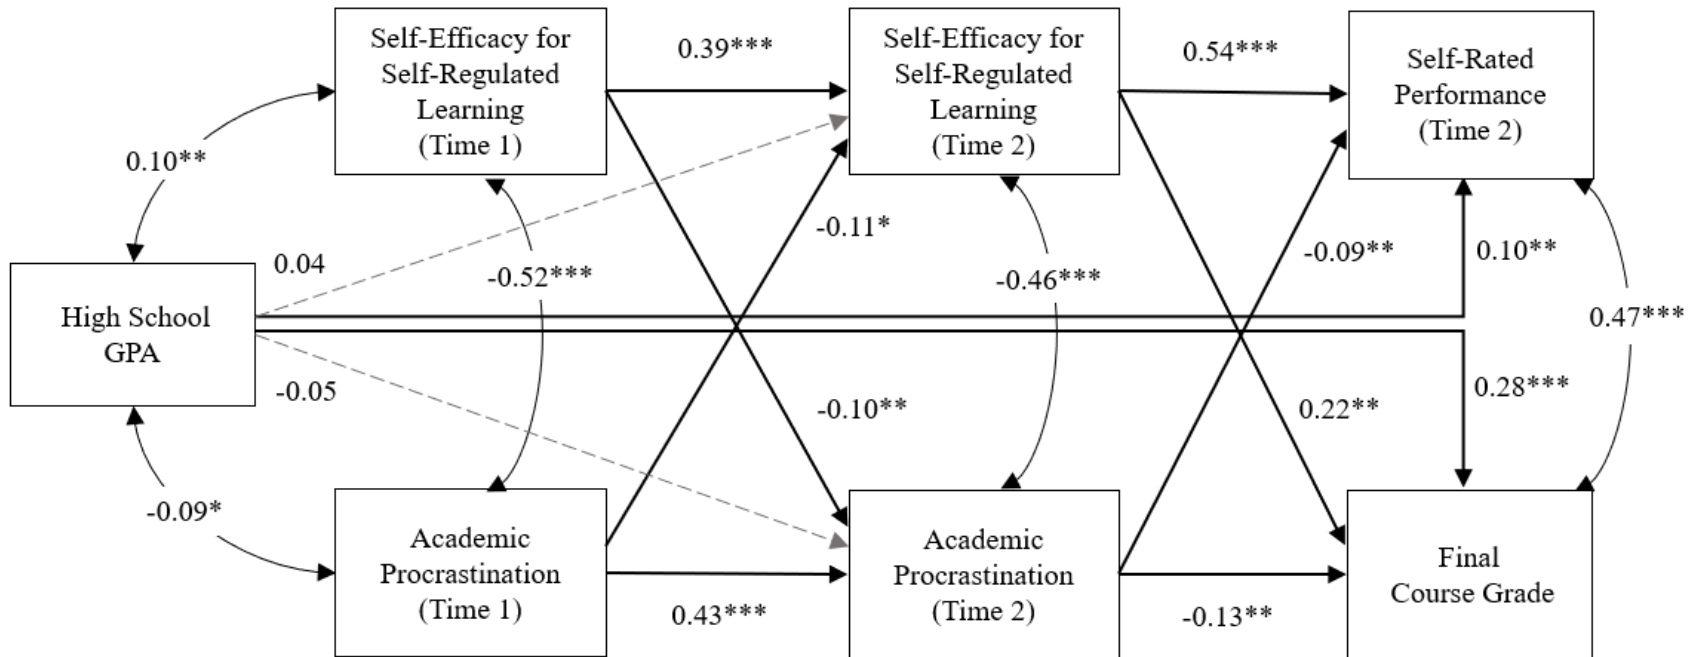 Self-Efficacy for
Self-Regulated
Learning
(Time 1)
0.39***
Self-Efficacy for
Self-Regulated
Learning
(Time 2)
0.54***
Self-Rated
Performance
(Time 2)
0.10**
-0.11*
-0.09**
0.10**
0.04
-0.52***
-0.46***
0.47***
High School
GPA
-0.05
-0.10**
0.22**
0.28***
-0.09*
Academic
Procrastination
(Time 1)
0.43***
Academic
Procrastination
(Time 2)
-0.13**
Final
Course Grade